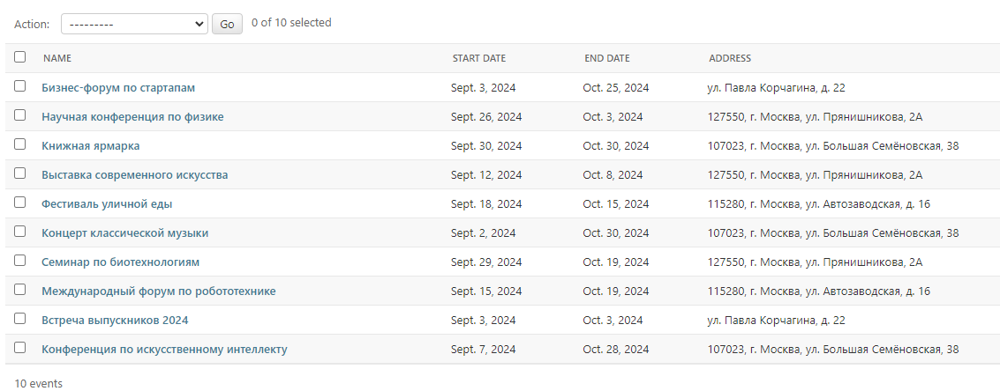 Action: --------- Go 0 of 10 selected
NAME START DATE END DATE ADDRESS
Бизнес-форум по стартапам Sept. 3, 2024 Oct. 25, 2024 ул. Павла Корчагина, д. 22
Научная конференция по физике Sept. 26, 2024 Oct. 3, 2024 127550, г. Москва, ул. Прянишникова, 2А
Книжная ярмарка Sept. 30, 2024 Oct. 30, 2024 107023, г. Москва, ул. Большая Семёновская, 38
Выставка современного искусства Sept. 12, 2024 Oct. 8, 2024 127550, г. Москва, ул. Прянишникова, 2А
Фестиваль уличной еды Sept. 18, 2024 Oct. 15, 2024 115280, г. Москва, ул. Автозаводская, д. 16
Концерт классической музыки Sept. 2, 2024 Oct. 30, 2024 107023, г. Москва, ул. Большая Семёновская, 38
Семинар по биотехнологиям Sept. 29, 2024 Oct. 19, 2024 127550, г. Москва, ул. Прянишникова, 2А
Международный форум по робототехнике Sept. 15, 2024 Oct. 19, 2024 115280, г. Москва, ул. Автозаводская, д. 16
Встреча выпускников 2024 Sept. 3, 2024 Oct. 3, 2024 ул. Павла Корчагина, д. 22
Конференция по искусственному интеллекту Sept. 7, 2024 Oct. 28, 2024 107023, г. Москва, ул. Большая Семёновская, 38
10 events